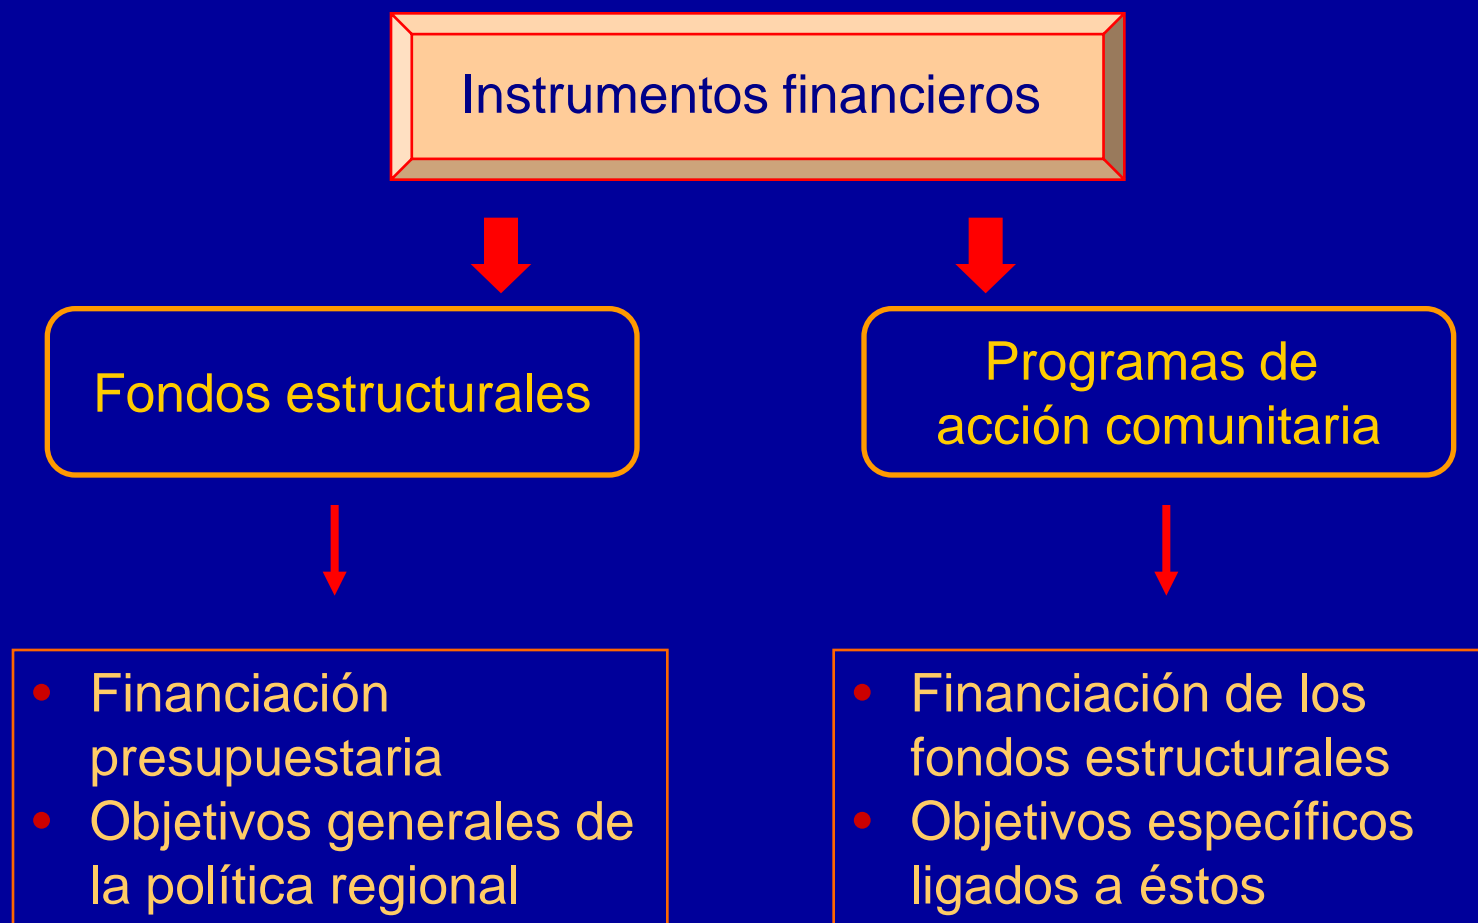 Instrumentos financieros
Fondos estructurales
Programas de
acción comunitaria
• Financiación
presupuestaria
• Objetivos generales de
la política regional
• Financiación de los
fondos estructurales
• Objetivos específicos
ligados a éstos